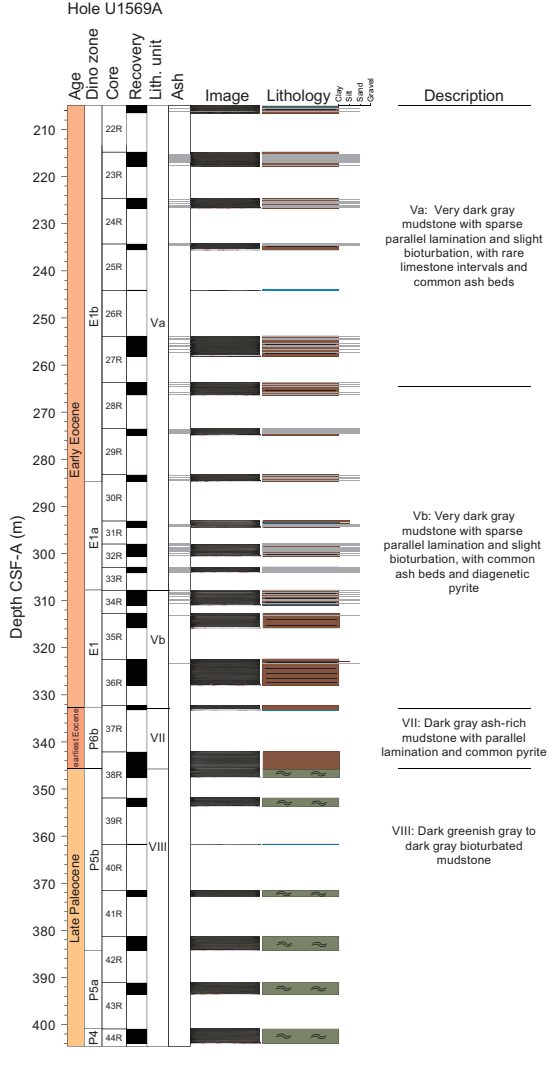 Hole U1569A
Age
Dino zone
Core
Recovery
Lith. unit
Ash
Image
Lithology
Clay
Silt
Sand
Gravel
Description
Depth CSF-A (m)
210
220
230
240
250
260
270
280
290
300
310
320
330
340
350
360
370
380
390
400
Early Eocene
earliest Eocene
Late Paleocene
E1b
E1a
E1
P6b
P5b
P5a
P4
22R
23R
24R
25R
26R
27R
28R
29R
30R
31R
32R
33R
34R
35R
36R
37R
38R
39R
40R
41R
42R
43R
44R
Va
Vb
VII
VIII
Va: Very dark gray
mudstone with sparse
parallel lamination and slight
bioturbation, with rare
limestone intervals and
common ash beds
Vb: Very dark gray
mudstone with sparse
parallel lamination and slight
bioturbation, with common
ash beds and diagenetic
pyrite
VII: Dark gray ash-rich
mudstone with parallel
lamination and common pyrite
VIII: Dark greenish gray to
dark gray bioturbated
mudstone